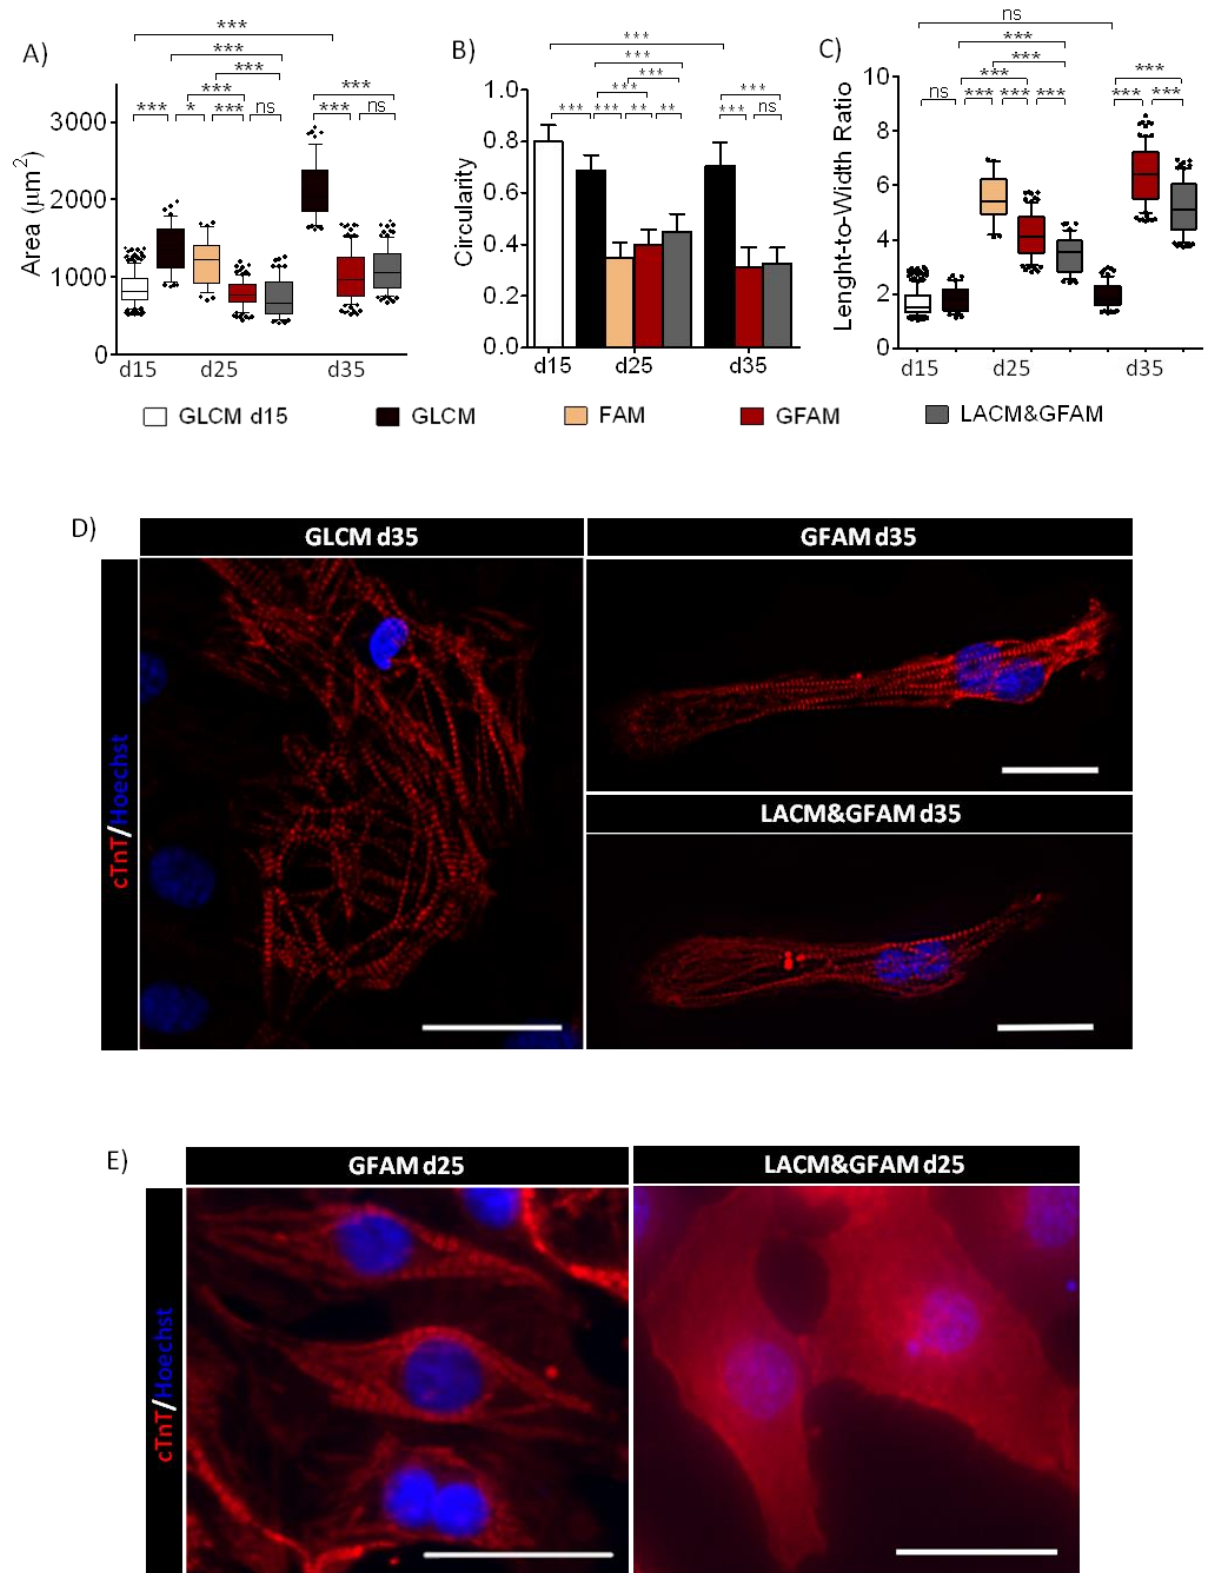 A)
***
***
***
***
***
***
*
***
ns
***
ns
Area (μm²)
3000
2000
1000
0
d15
d25
d35
B)
***
***
***
***
***
***
***
**
**
***
ns
Circularity
1.0
0.8
0.6
0.4
0.2
0.0
d15
d25
d35
C)
ns
***
***
***
***
ns
***
***
***
***
***
Lenght-to-Width Ratio
10
8
6
4
2
0
d15
d25
d35
GLCM d15
GLCM
FAM
GFAM
LACM&GFAM
D)
GLCM d35
GFAM d35
LACM&GFAM d35
cTnT/Hoechst
E)
GFAM d25
LACM&GFAM d25
cTnT/Hoechst